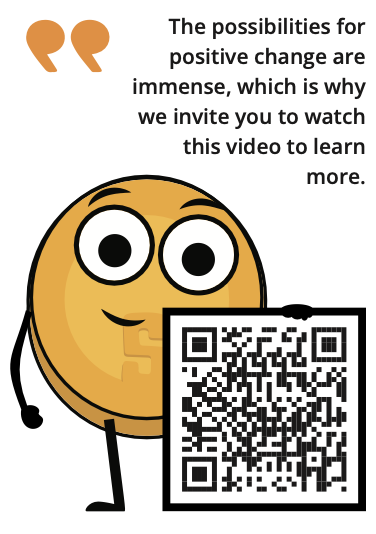 The possibilities for
positive change are
immense, which is why
we invite you to watch
this video to learn
more.